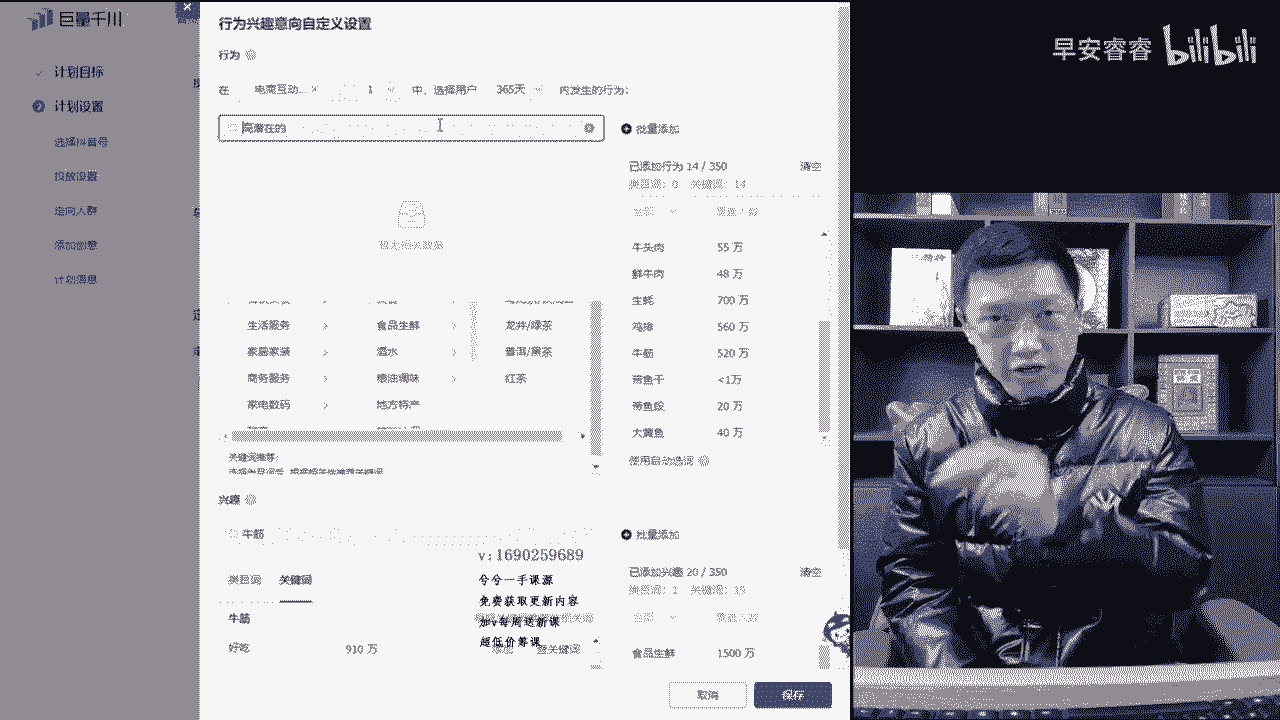 巨量千川
行为兴趣意向自定义设置
计划目标
计划设置
选择抖音号
投放设置
定向人群
添加创意
计划信息
行为
在 电商互动... × 中，选择用户 365天 内发生的行为：
高潜在的
批量添加
已添加行为 14 / 350 清空
类目词：0 关键词：14
暂无相关数据
牛头肉 55 万
鲜牛肉 48 万
生蚝 700 万
鸡排 560 万
牛筋 520 万
带鱼干 <1万
带鱼段 20 万
大黄鱼 40 万
生活服务 食品生鲜 龙井/绿茶
家居家装 酒水 普洱/黑茶
商务服务 粮油调味 红茶
家电数码 地方特产
关键词推荐：
使用自动选词
兴趣
牛筋
批量添加
已添加兴趣 20 / 350 清空
类目词：1 关键词：19
类目词 关键词
牛筋
好吃 910 万
食品生鲜 1500 万
v：1690259689
兮兮一手课源
免费获取更新内容
加v每周送新课
超低价筹课
取消 保存
早安睿睿 bilibili